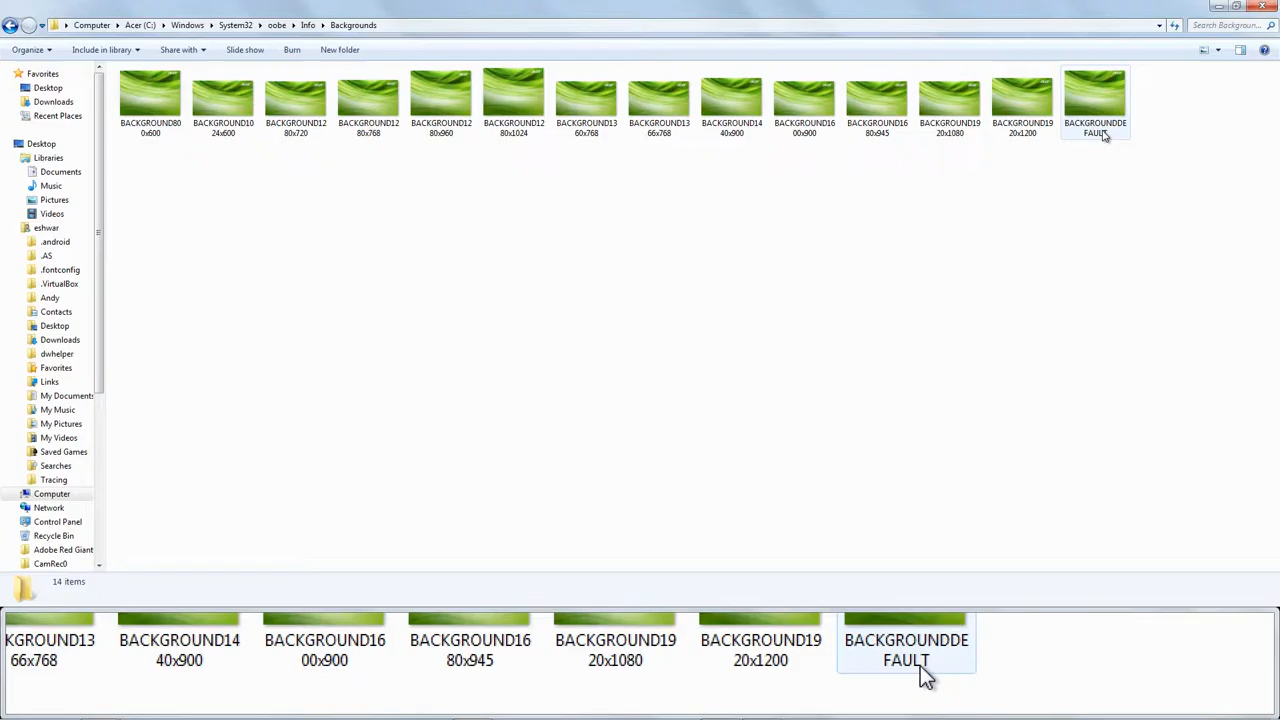 Computer Acer (C:) Windows System32 oobe Info Backgrounds
Search Backgroun...
Organize Include in library Share with Slide show Burn New folder
Favorites
Desktop
Downloads
Recent Places
Desktop
Libraries
Documents
Music
Pictures
Videos
eshwar
.android
.AS
.fontconfig
.VirtualBox
Andy
Contacts
Desktop
Downloads
dwhelper
Favorites
Links
My Documents
My Music
My Pictures
My Videos
Saved Games
Searches
Tracing
Computer
Network
Control Panel
Recycle Bin
Adobe Red Giant
CamRec0
BACKGROUND80
0x600
BACKGROUND10
24x600
BACKGROUND12
80x720
BACKGROUND12
80x768
BACKGROUND12
80x960
BACKGROUND12
80x1024
BACKGROUND13
60x768
BACKGROUND13
66x768
BACKGROUND14
40x900
BACKGROUND16
00x900
BACKGROUND16
80x945
BACKGROUND19
20x1080
BACKGROUND19
20x1200
BACKGROUNDDE
FAULT
14 items
KGROUND13
66x768
BACKGROUND14
40x900
BACKGROUND16
00x900
BACKGROUND16
80x945
BACKGROUND19
20x1080
BACKGROUND19
20x1200
BACKGROUNDDE
FAULT